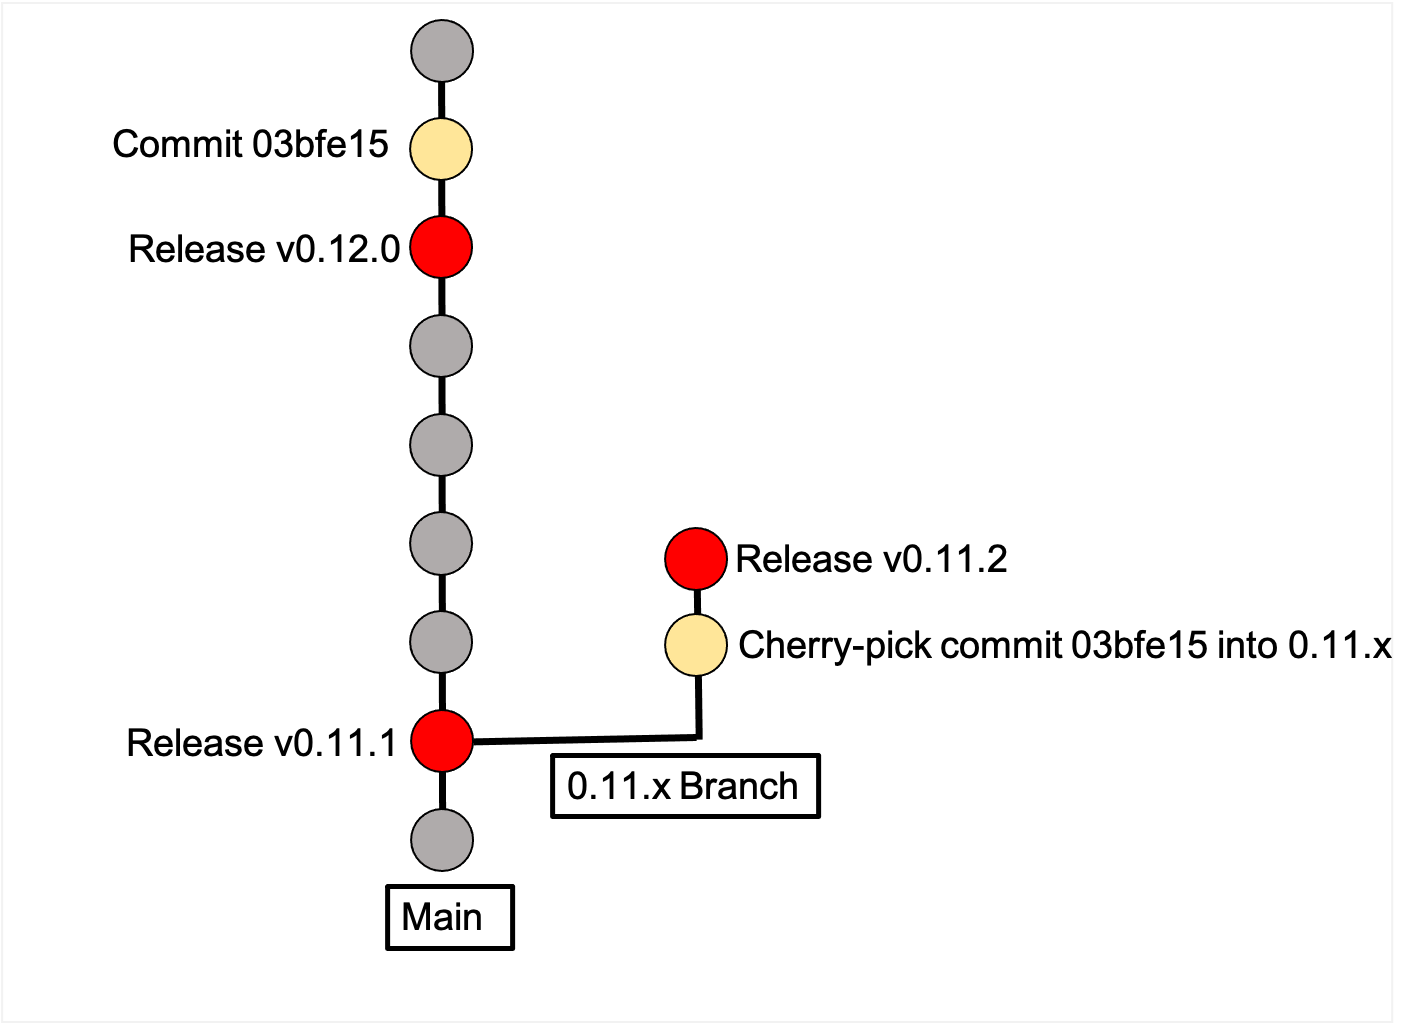 Commit 03bfe15
Release v0.12.0
Release v0.11.2
Cherry-pick commit 03bfe15 into 0.11.x
Release v0.11.1
0.11.x Branch
Main